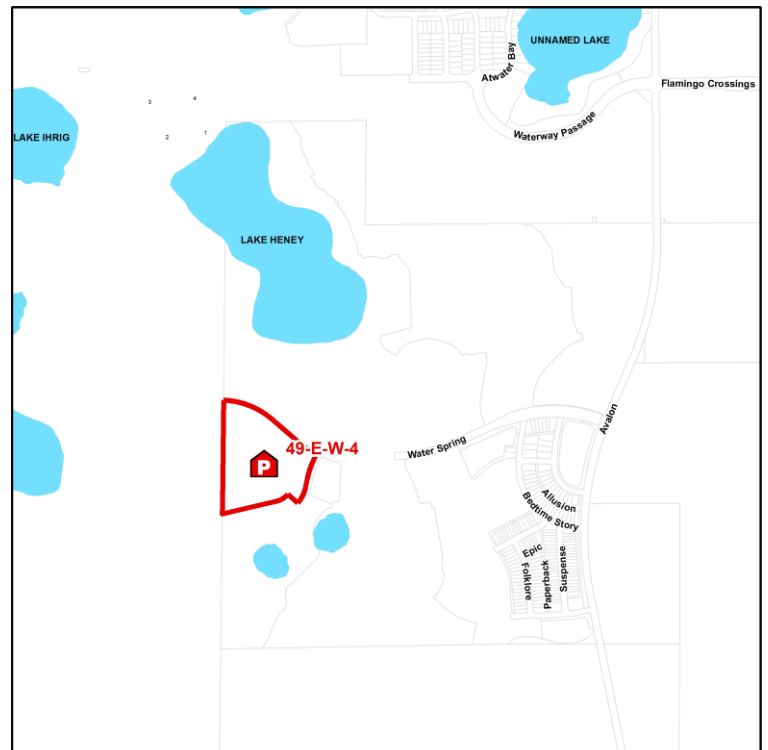 UNNAMED LAKE
Atwater Bay
Flamingo Crossings
3
4
Waterway Passage
LAKE IHRIG
2
1
LAKE HENEY
Avalon
49-E-W-4
Water Spring
P
Allusion
Bedtime Story
Epic
Folklore
Paperback
Suspense